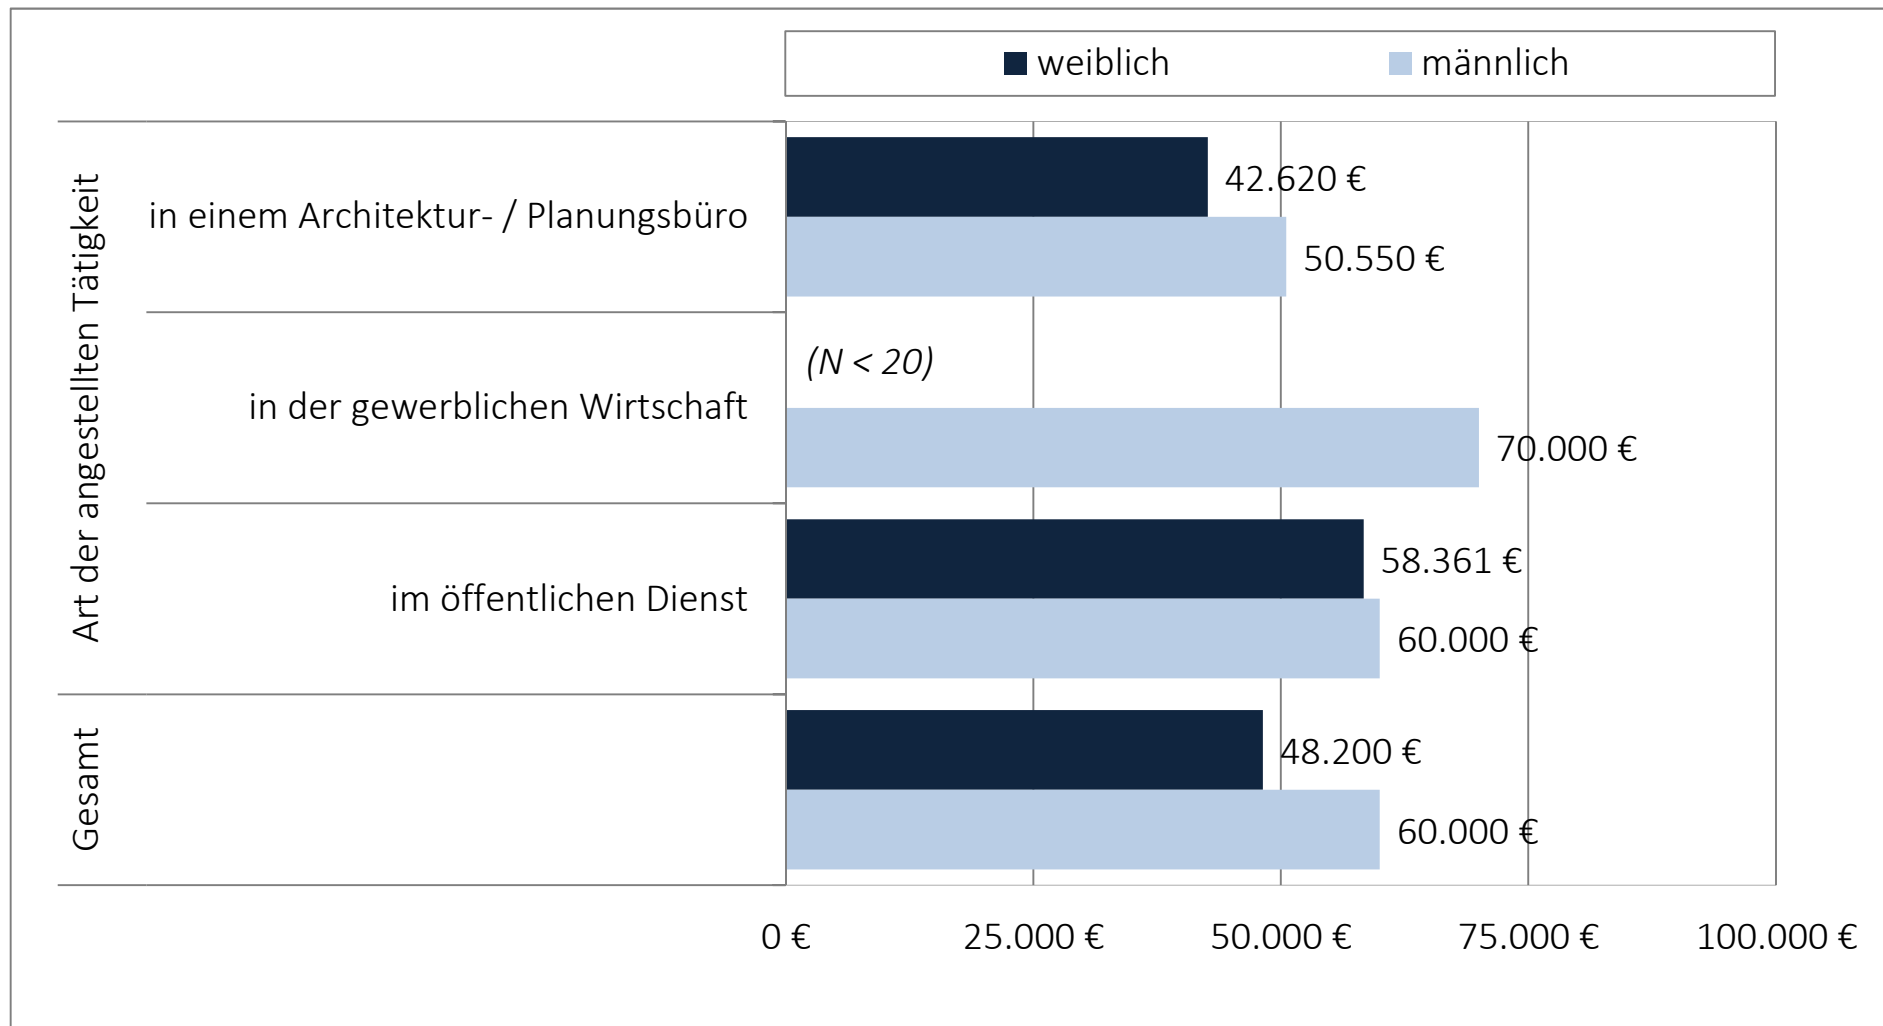 weiblich männlich
Art der angestellten Tätigkeit
in einem Architektur- / Planungsbüro
42.620 €
50.550 €
in der gewerblichen Wirtschaft
(N < 20)
70.000 €
im öffentlichen Dienst
58.361 €
60.000 €
Gesamt
48.200 €
60.000 €
0 € 25.000 € 50.000 € 75.000 € 100.000 €